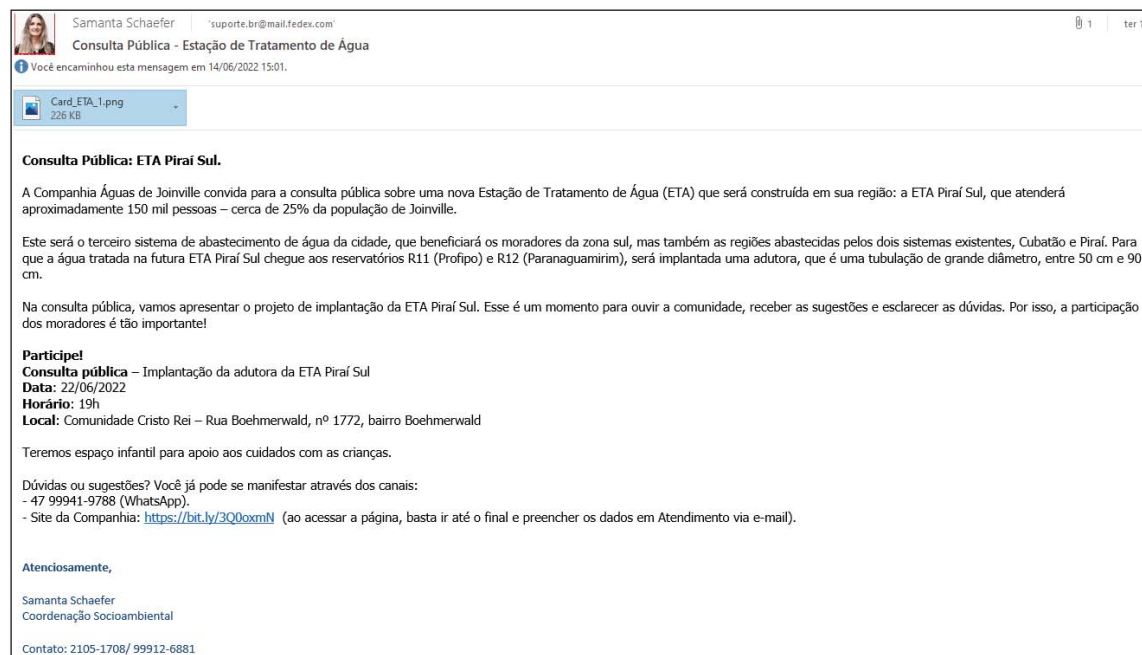 Samanta Schaefer 'suporte.br@mail.fedex.com' 1 ter 1
Consulta Pública - Estação de Tratamento de Água
Você encaminhou esta mensagem em 14/06/2022 15:01.
Card_ETA_1.png
226 KB
Consulta Pública: ETA Piraí Sul.
A Companhia Águas de Joinville convida para a consulta pública sobre uma nova Estação de Tratamento de Água (ETA) que será construída em sua região: a ETA Piraí Sul, que atenderá
aproximadamente 150 mil pessoas – cerca de 25% da população de Joinville.
Este será o terceiro sistema de abastecimento de água da cidade, que beneficiará os moradores da zona sul, mas também as regiões abastecidas pelos dois sistemas existentes, Cubatão e Piraí. Para
que a água tratada na futura ETA Piraí Sul chegue aos reservatórios R11 (Profipo) e R12 (Paranaguamirim), será implantada uma adutora, que é uma tubulação de grande diâmetro, entre 50 cm e 90
cm.
Na consulta pública, vamos apresentar o projeto de implantação da ETA Piraí Sul. Esse é um momento para ouvir a comunidade, receber as sugestões e esclarecer as dúvidas. Por isso, a participação
dos moradores é tão importante!
Participe!
Consulta pública – Implantação da adutora da ETA Piraí Sul
Data: 22/06/2022
Horário: 19h
Local: Comunidade Cristo Rei – Rua Boehmerwald, nº 1772, bairro Boehmerwald
Teremos espaço infantil para apoio aos cuidados com as crianças.
Dúvidas ou sugestões? Você já pode se manifestar através dos canais:
- 47 99941-9788 (WhatsApp).
- Site da Companhia: https://bit.ly/3Q0oxmN (ao acessar a página, basta ir até o final e preencher os dados em Atendimento via e-mail).
Atenciosamente,
Samanta Schaefer
Coordenação Socioambiental
Contato: 2105-1708/ 99912-6881